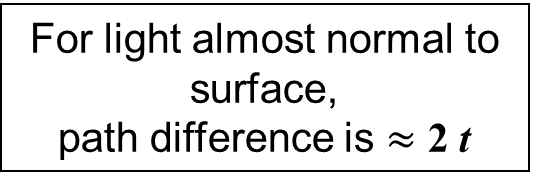 For light almost normal to
surface,
path difference is ≈ 2 t